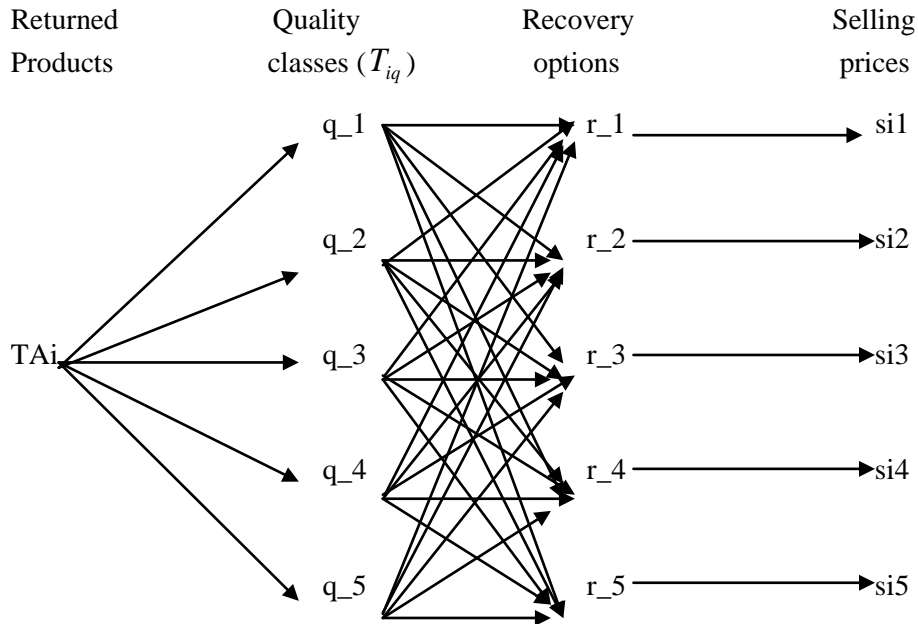 Returned Quality Recovery Selling
Products classes (T_iq) options prices
q_1 r_1 si1
q_2 r_2 si2
TAi q_3 r_3 si3
q_4 r_4 si4
q_5 r_5 si5